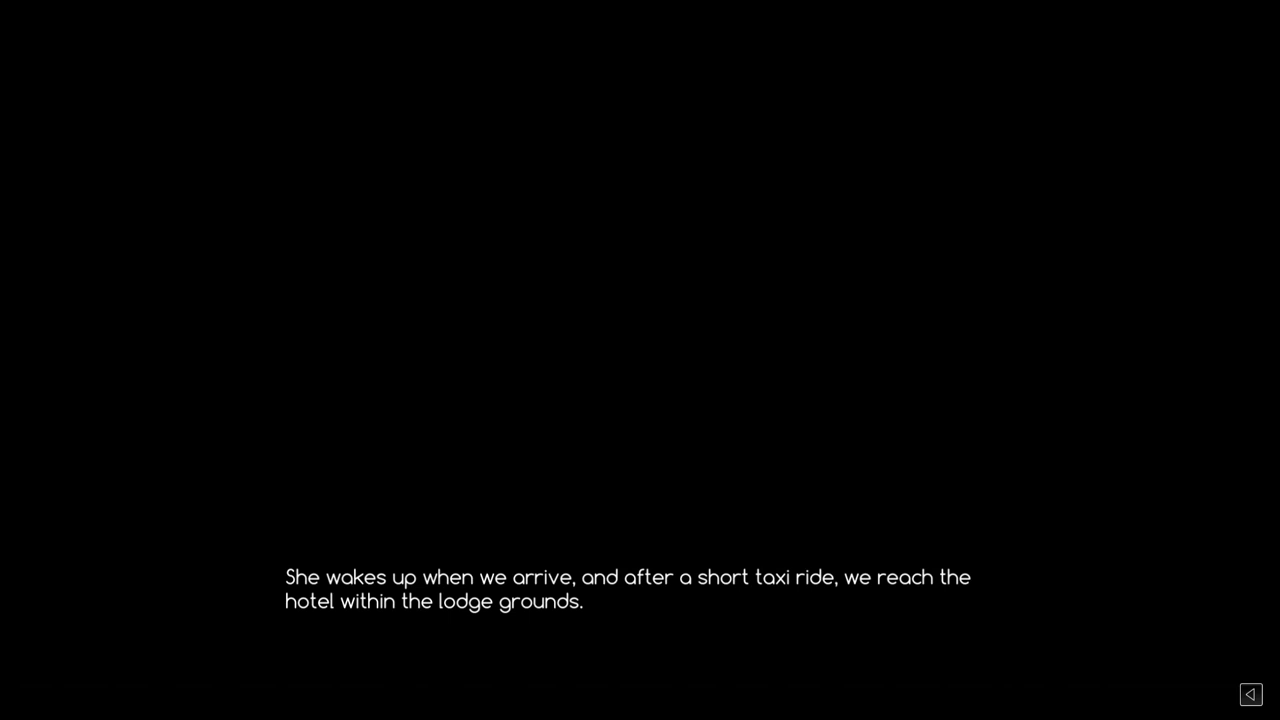 She wakes up when we arrive, and after a short taxi ride, we reach the
hotel within the lodge grounds.